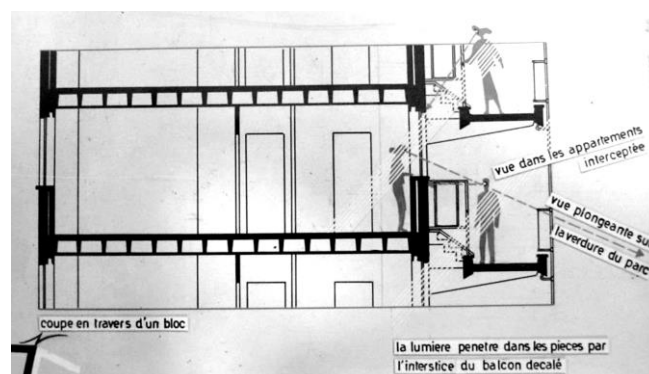 vue dans les appartements
interceptée
vue plongeante su
la verdure du parc
coupe en travers d'un bloc
la lumiere penetre dans les pieces par
l'interstice du balcon decalé